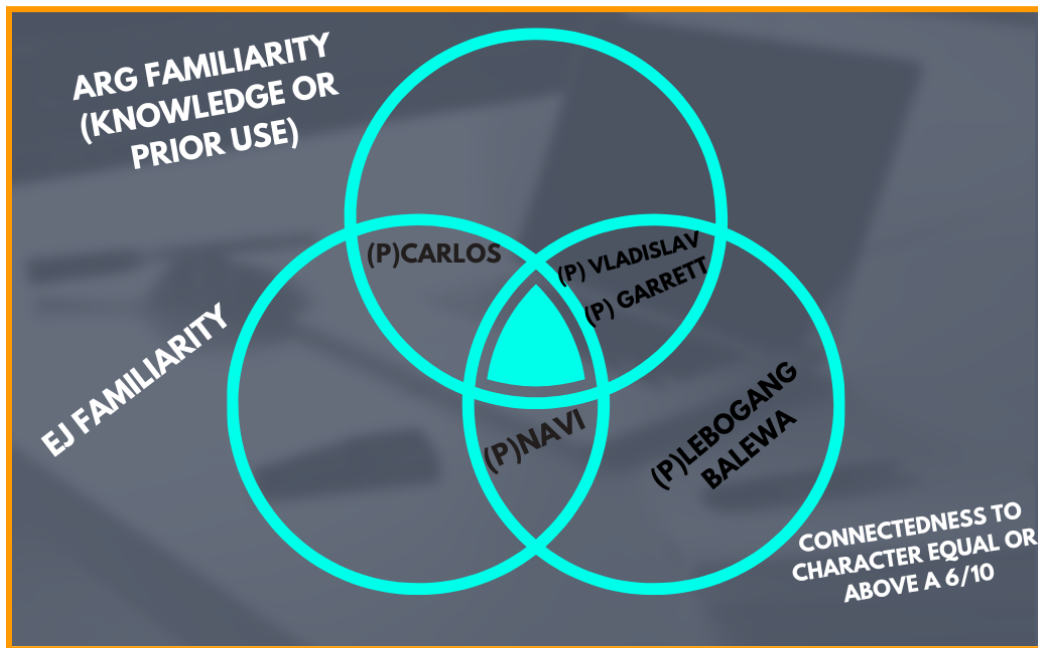 ARG FAMILIARITY
(KNOWLEDGE OR
PRIOR USE)
(P)CARLOS
(P) VLADISLAV
(P) GARRETT
EJ FAMILIARITY
(P)NAVI
(P)LEBOGANG
BALEWA
CONNECTEDNESS TO
CHARACTER EQUAL OR
ABOVE A 6/10